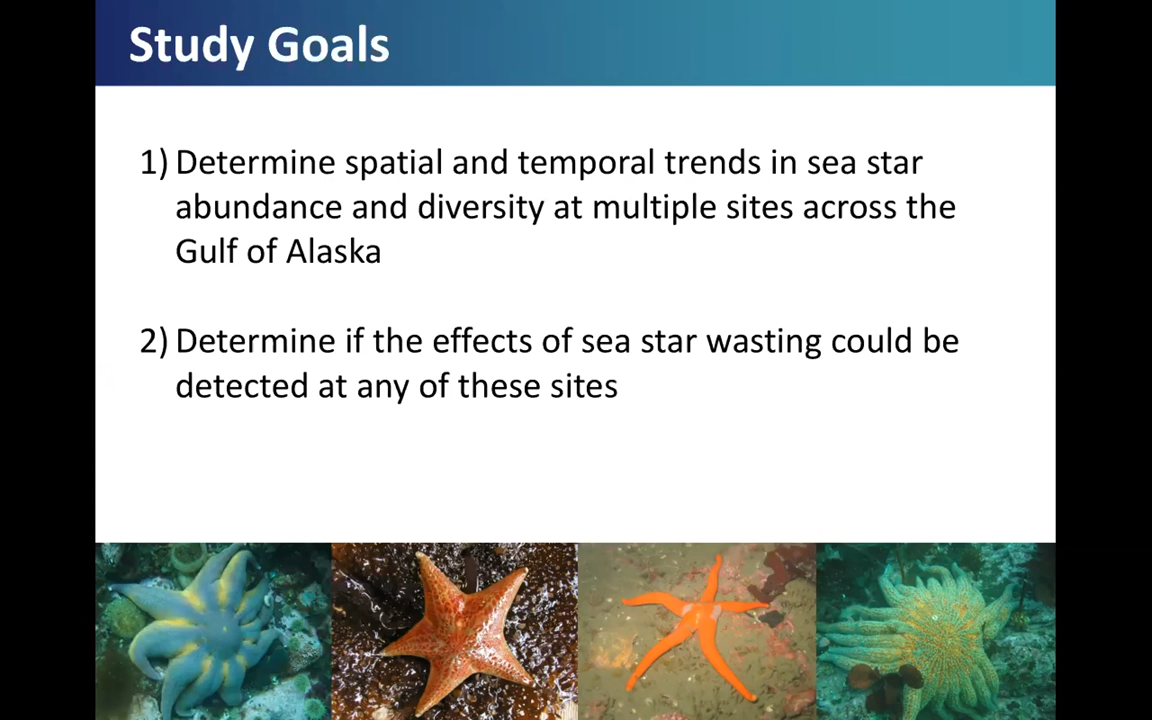 Study Goals
1) Determine spatial and temporal trends in sea star
abundance and diversity at multiple sites across the
Gulf of Alaska
2) Determine if the effects of sea star wasting could be
detected at any of these sites